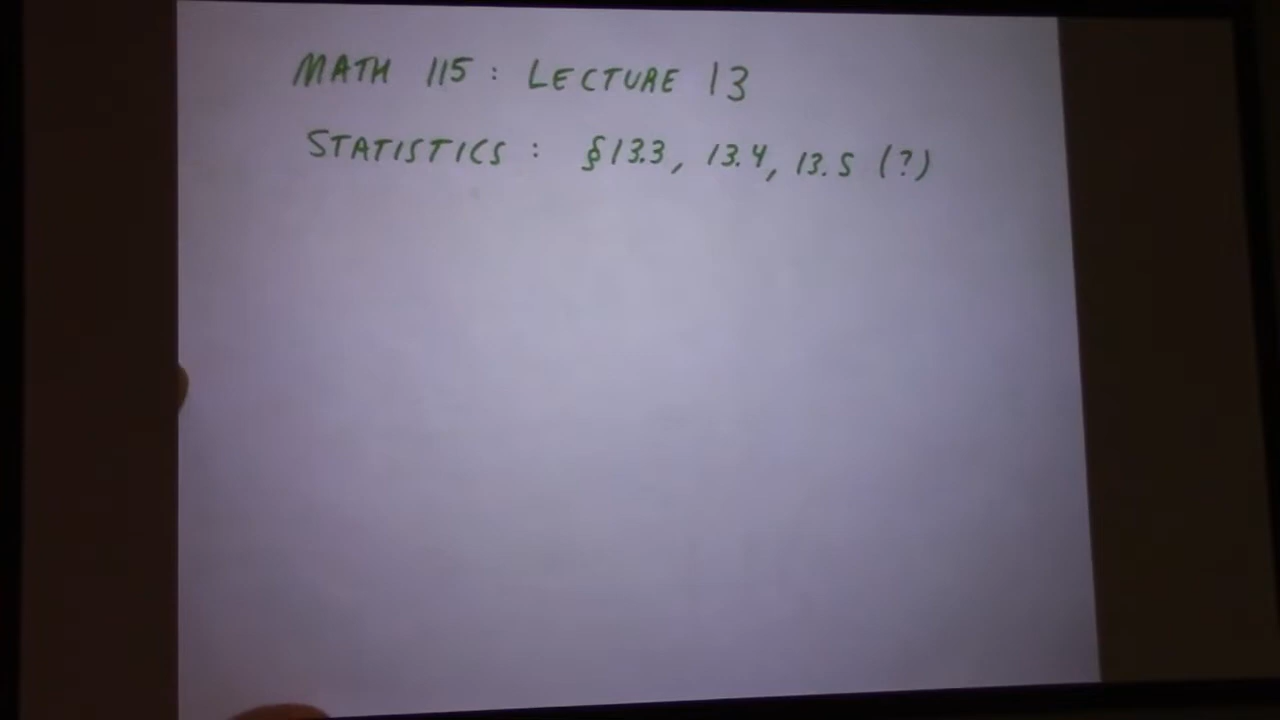 MATH 115 : LECTURE 13
STATISTICS : §13.3, 13.4, 13.5 (?)